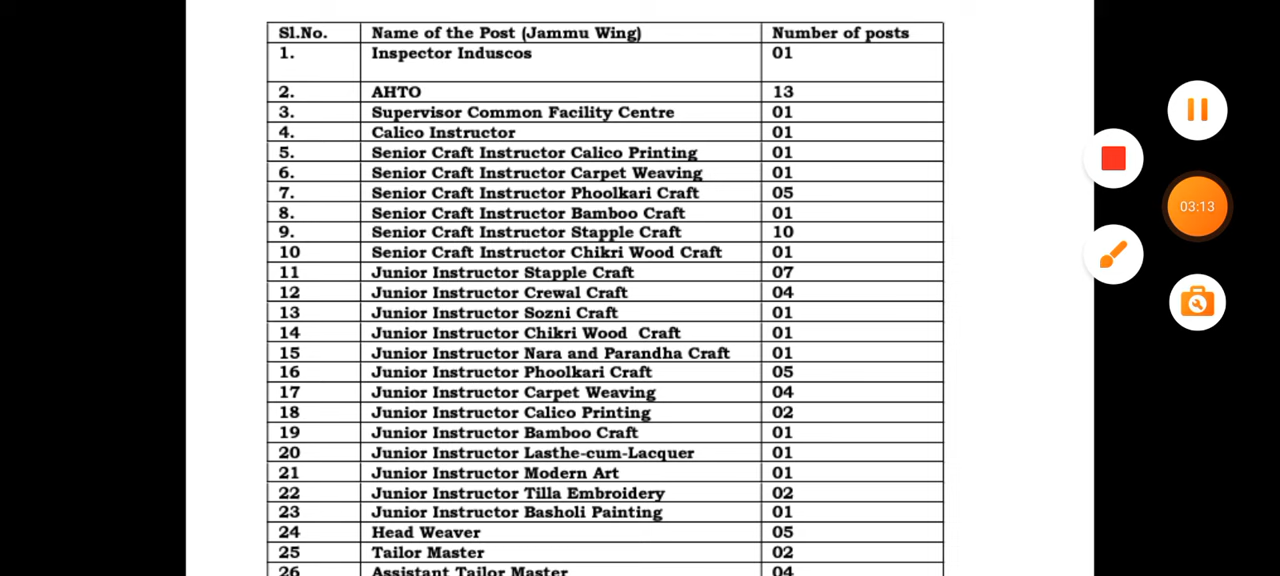 Sl.No. Name of the Post (Jammu Wing) Number of posts
1. Inspector Induscos 01
2. AHTO 13
3. Supervisor Common Facility Centre 01
4. Calico Instructor 01
5. Senior Craft Instructor Calico Printing 01
6. Senior Craft Instructor Carpet Weaving 01
7. Senior Craft Instructor Phoolkari Craft 05
8. Senior Craft Instructor Bamboo Craft 01
9. Senior Craft Instructor Stapple Craft 10
10 Senior Craft Instructor Chikri Wood Craft 01
11 Junior Instructor Stapple Craft 07
12 Junior Instructor Crewal Craft 04
13 Junior Instructor Sozni Craft 01
14 Junior Instructor Chikri Wood Craft 01
15 Junior Instructor Nara and Parandha Craft 01
16 Junior Instructor Phoolkari Craft 05
17 Junior Instructor Carpet Weaving 04
18 Junior Instructor Calico Printing 02
19 Junior Instructor Bamboo Craft 01
20 Junior Instructor Lasthe-cum-Lacquer 01
21 Junior Instructor Modern Art 01
22 Junior Instructor Tilla Embroidery 02
23 Junior Instructor Basholi Painting 01
24 Head Weaver 05
25 Tailor Master 02
26 Assistant Tailor Master 04
03:13